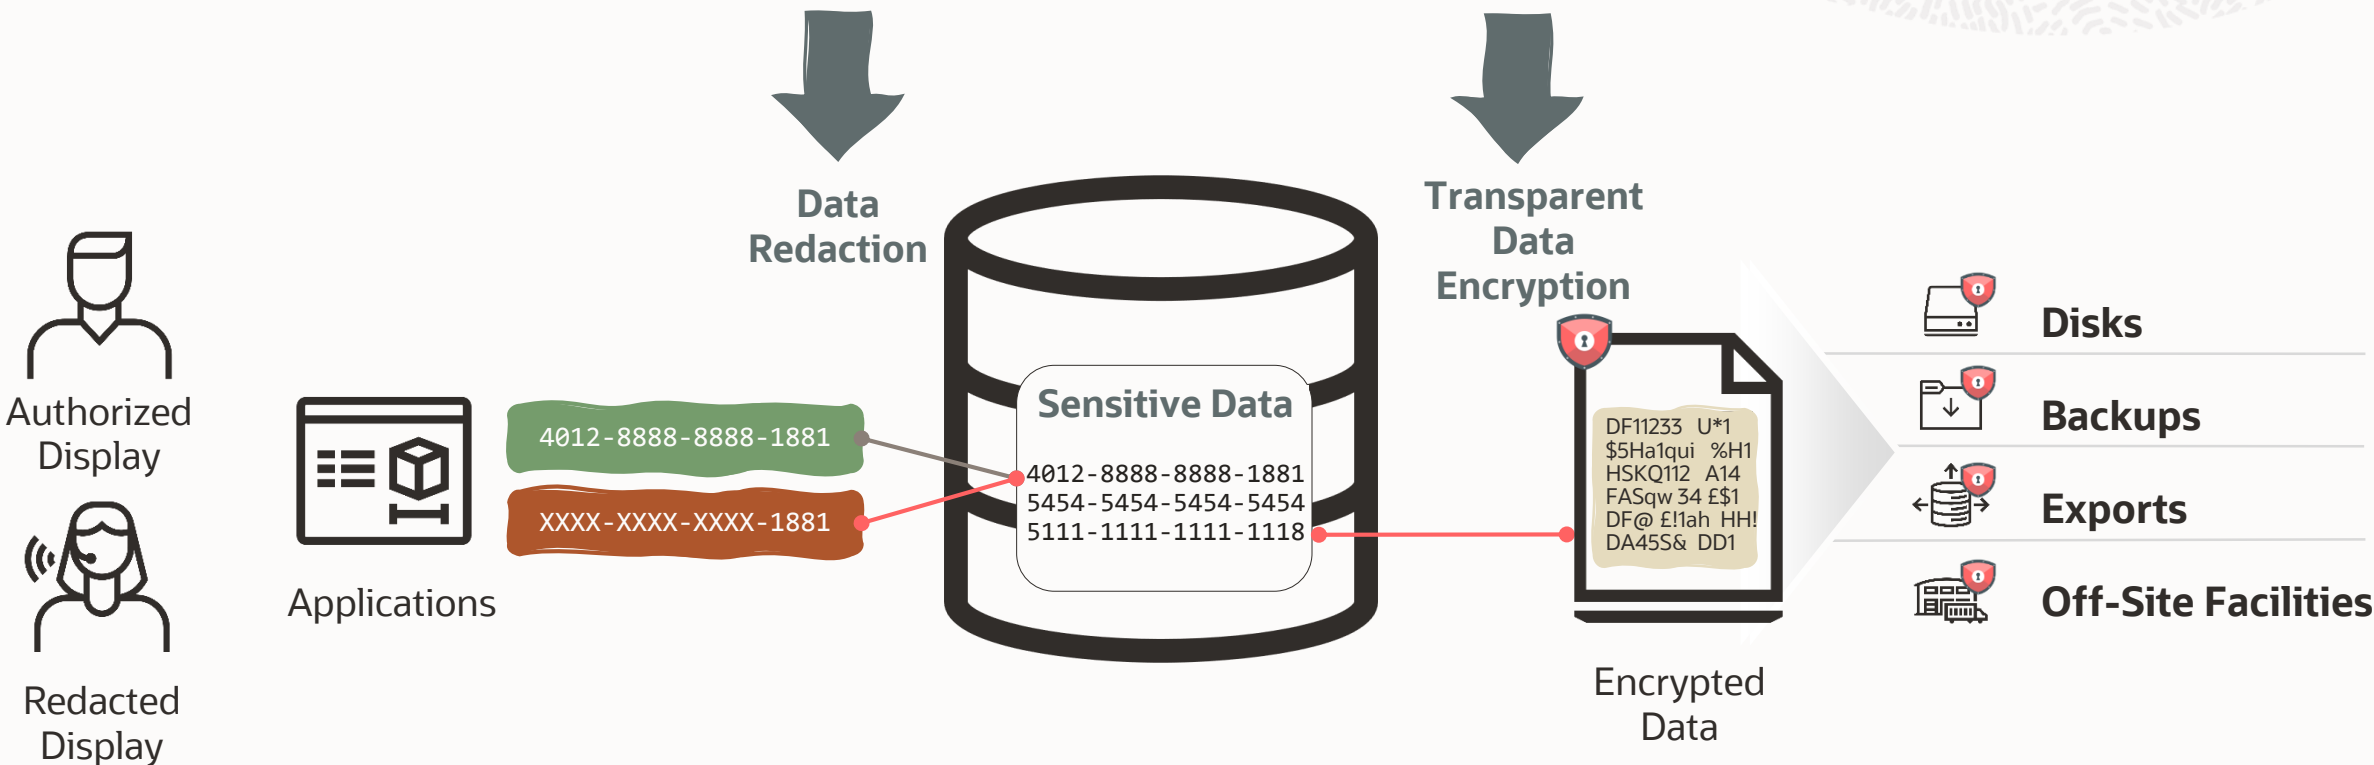 Data
Redaction
Transparent
Data
Encryption
Authorized
Display
Redacted
Display
Applications
4012-8888-8888-1881
XXXX-XXXX-XXXX-1881
Sensitive Data
4012-8888-8888-1881
5454-5454-5454-5454
5111-1111-1111-1118
DF11233 U*1
$5Ha1qui %H1
HSKQ112 A14
FASqw 34 £$1
DF@ £!1ah HH!
DA45S& DD1
Encrypted
Data
Disks
Backups
Exports
Off-Site Facilities